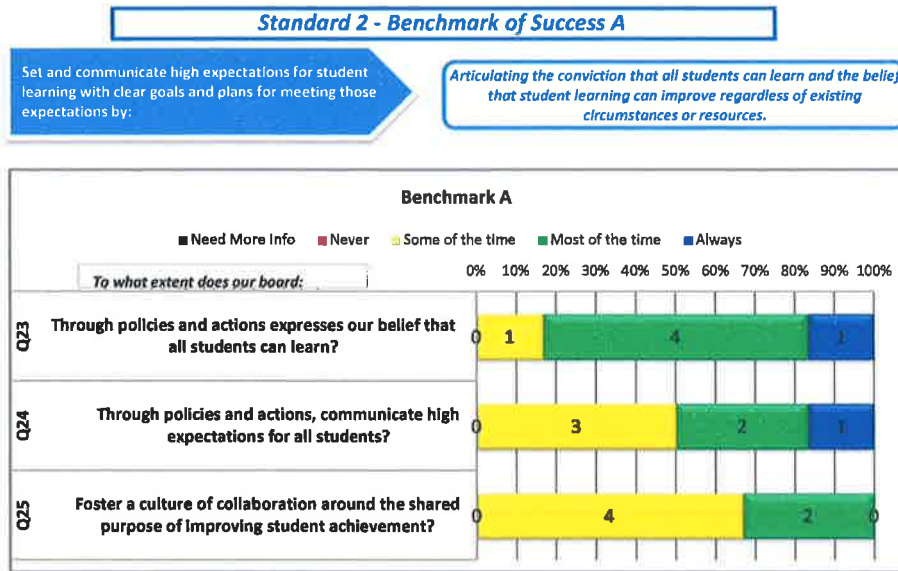 Standard 2 - Benchmark of Success A
Set and communicate high expectations for student
learning with clear goals and plans for meeting those
expectations by:
Articulating the conviction that all students can learn and the belief
that student learning can improve regardless of existing
circumstances or resources.
Benchmark A
Need More Info Never Some of the time Most of the time Always
To what extent does our board:
0% 10% 20% 30% 40% 50% 60% 70% 80% 90% 100%
Q23
Through policies and actions expresses our belief that
all students can learn?
0 1 4 1
Q24
Through policies and actions, communicate high
expectations for all students?
0 3 2 1
Q25
Foster a culture of collaboration around the shared
purpose of improving student achievement?
0 4 2 0